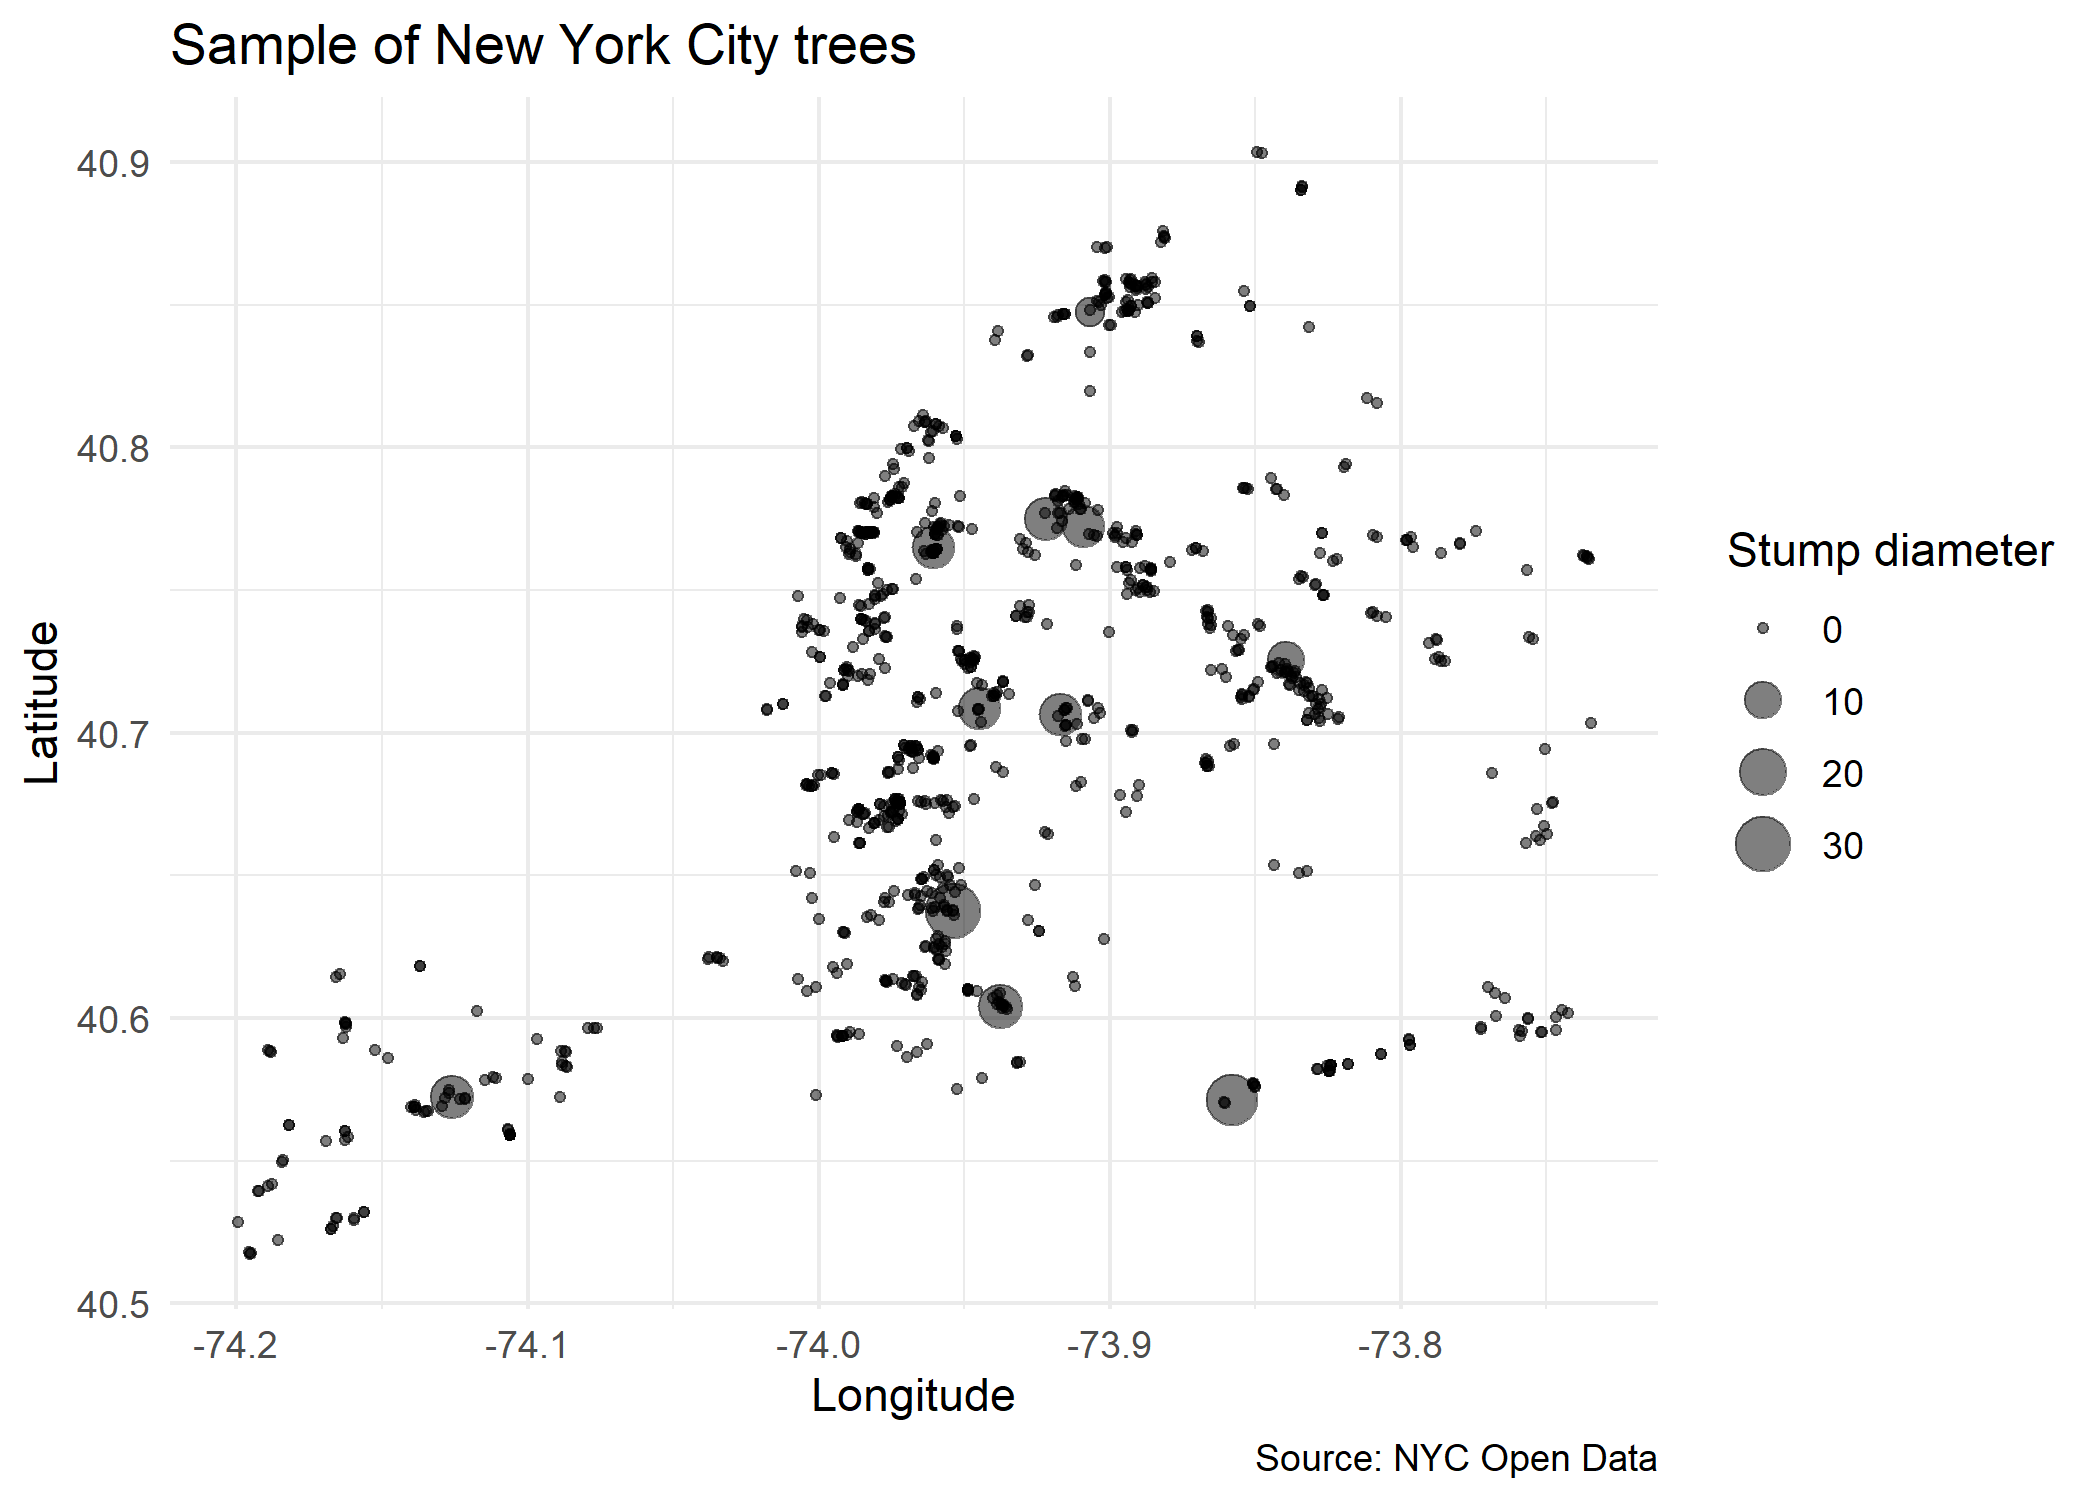 Sample of New York City trees
40.9
40.8
40.7
40.6
40.5
Latitude
-74.2 -74.1 -74.0 -73.9 -73.8
Longitude
Stump diameter
0
10
20
30
Source: NYC Open Data